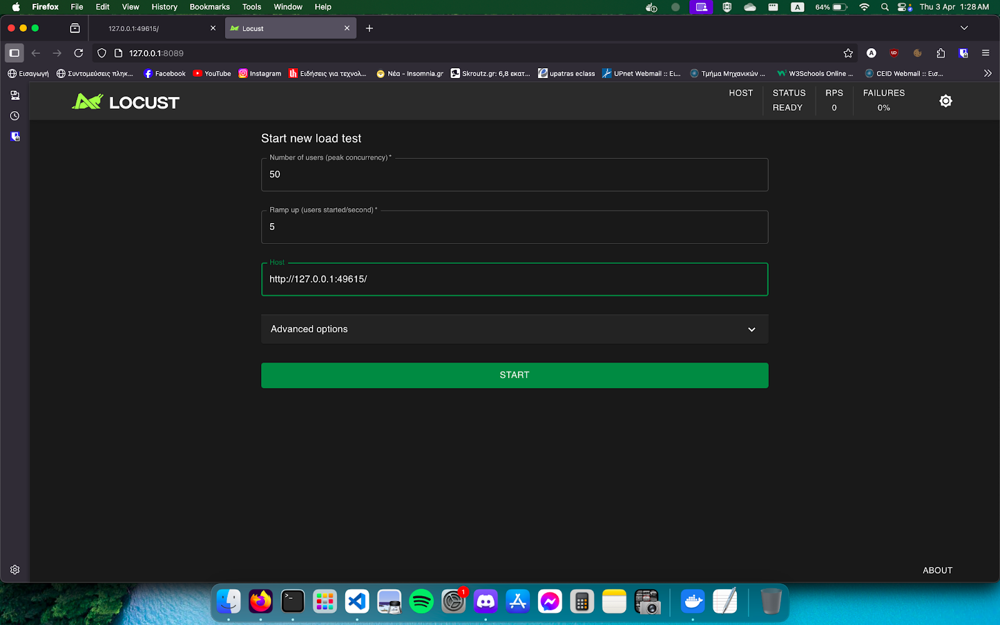 Firefox File Edit View History Bookmarks Tools Window Help A 64% Thu 3 Apr 1:28 AM
127.0.0.1:49615/ Locust
127.0.0.1:8089 A
Εισαγωγή Συντομεύσεις πληκ... Facebook YouTube Instagram Ειδήσεις για τεχνολ... Νέα - Insomnia.gr Skroutz.gr: 6,8 εκατ... upatras eclass UPnet Webmail :: Ει... Τμήμα Μηχανικών ... W3Schools Online ... CEID Webmail :: Εισ...
LOCUST
HOST STATUS RPS FAILURES
READY 0 0%
Start new load test
Number of users (peak concurrency) *
50
Ramp up (users started/second) *
5
Host
http://127.0.0.1:49615/
Advanced options
START
ABOUT
1